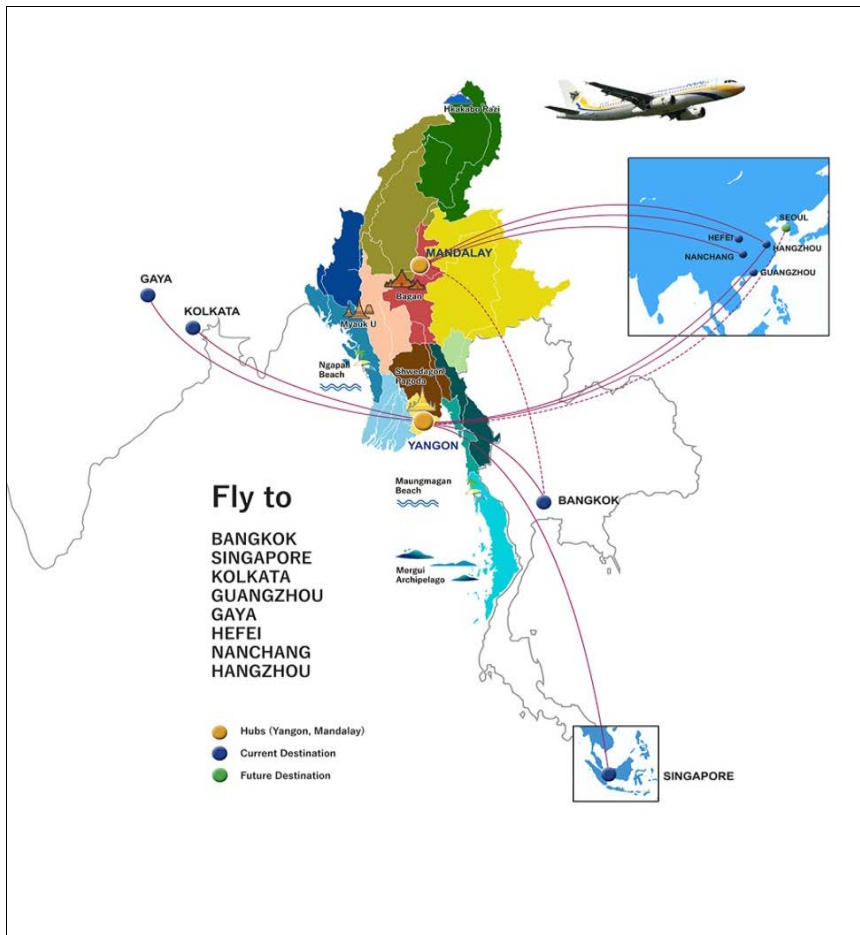 Hkakabo Razi
SEOUL
HEFEI
HANGZHOU
NANCHANG
GUANGZHOU
MANDALAY
GAYA
Bagan
KOLKATA
Myauk U
Ngapali
Beach
Shwedagon
Pagoda
YANGON
Maungmagan
Beach
BANGKOK
Fly to
BANGKOK
SINGAPORE
KOLKATA
GUANGZHOU
GAYA
HEFEI
NANCHANG
HANGZHOU
Mergui
Archipelago
Hubs (Yangon, Mandalay)
Current Destination
Future Destination
SINGAPORE